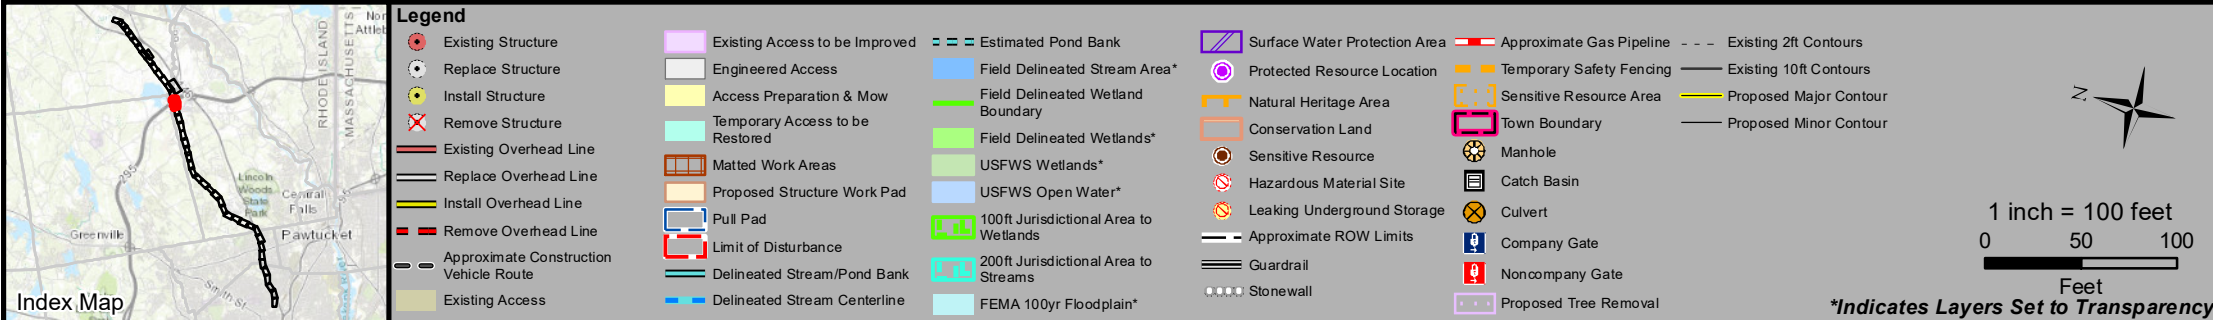 RHODE ISLAND
MASSACHUSETTS
Nor
Attleb
295
Lincoln
Woods
State
Park
Central
Falls
95
Greenville
Pawtucket
Smith St
Index Map
Legend
Existing Structure
Replace Structure
Install Structure
Remove Structure
Existing Overhead Line
Replace Overhead Line
Install Overhead Line
Remove Overhead Line
Approximate Construction
Vehicle Route
Existing Access
Existing Access to be Improved
Engineered Access
Access Preparation & Mow
Temporary Access to be
Restored
Matted Work Areas
Proposed Structure Work Pad
Pull Pad
Limit of Disturbance
Delineated Stream/Pond Bank
Delineated Stream Centerline
Estimated Pond Bank
Field Delineated Stream Area*
Field Delineated Wetland
Boundary
Field Delineated Wetlands*
USFWS Wetlands*
USFWS Open Water*
100ft Jurisdictional Area to
Wetlands
200ft Jurisdictional Area to
Streams
FEMA 100yr Floodplain*
Surface Water Protection Area
Protected Resource Location
Natural Heritage Area
Conservation Land
Sensitive Resource
Hazardous Material Site
Leaking Underground Storage
Approximate ROW Limits
Guardrail
Stonewall
Approximate Gas Pipeline
Temporary Safety Fencing
Sensitive Resource Area
Town Boundary
Manhole
Catch Basin
Culvert
Company Gate
Noncompany Gate
Proposed Tree Removal
Existing 2ft Contours
Existing 10ft Contours
Proposed Major Contour
Proposed Minor Contour
N
1 inch = 100 feet
0 50 100
Feet
*Indicates Layers Set to Transparency